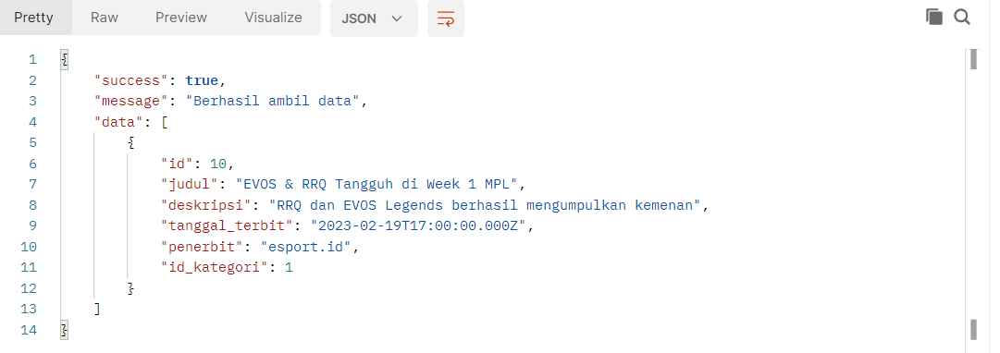 Pretty Raw Preview Visualize JSON
1 {
2 "success": true,
3 "message": "Berhasil ambil data",
4 "data": [
5 {
6 "id": 10,
7 "judul": "EVOS & RRQ Tangguh di Week 1 MPL",
8 "deskripsi": "RRQ dan EVOS Legends berhasil mengumpulkan kemenan",
9 "tanggal_terbit": "2023-02-19T17:00:00.000Z",
10 "penerbit": "esport.id",
11 "id_kategori": 1
12 }
13 ]
14 }